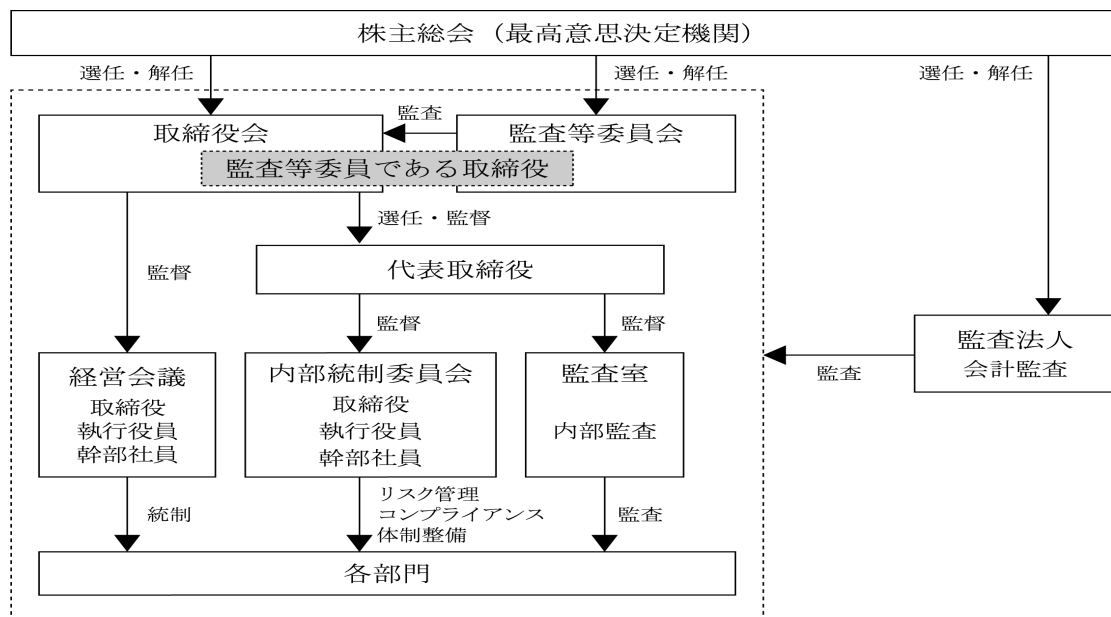 株主総会（最高意思決定機関）
選任・解任
選任・解任
選任・解任
取締役会
監査
監査等委員会
監査等委員である取締役
選任・監督
監督
代表取締役
監督
監督
監査法人
会計監査
監査
経営会議
取締役
執行役員
幹部社員
内部統制委員会
取締役
執行役員
幹部社員
監査室
内部監査
統制
リスク管理
コンプライアンス
体制整備
監査
各部門